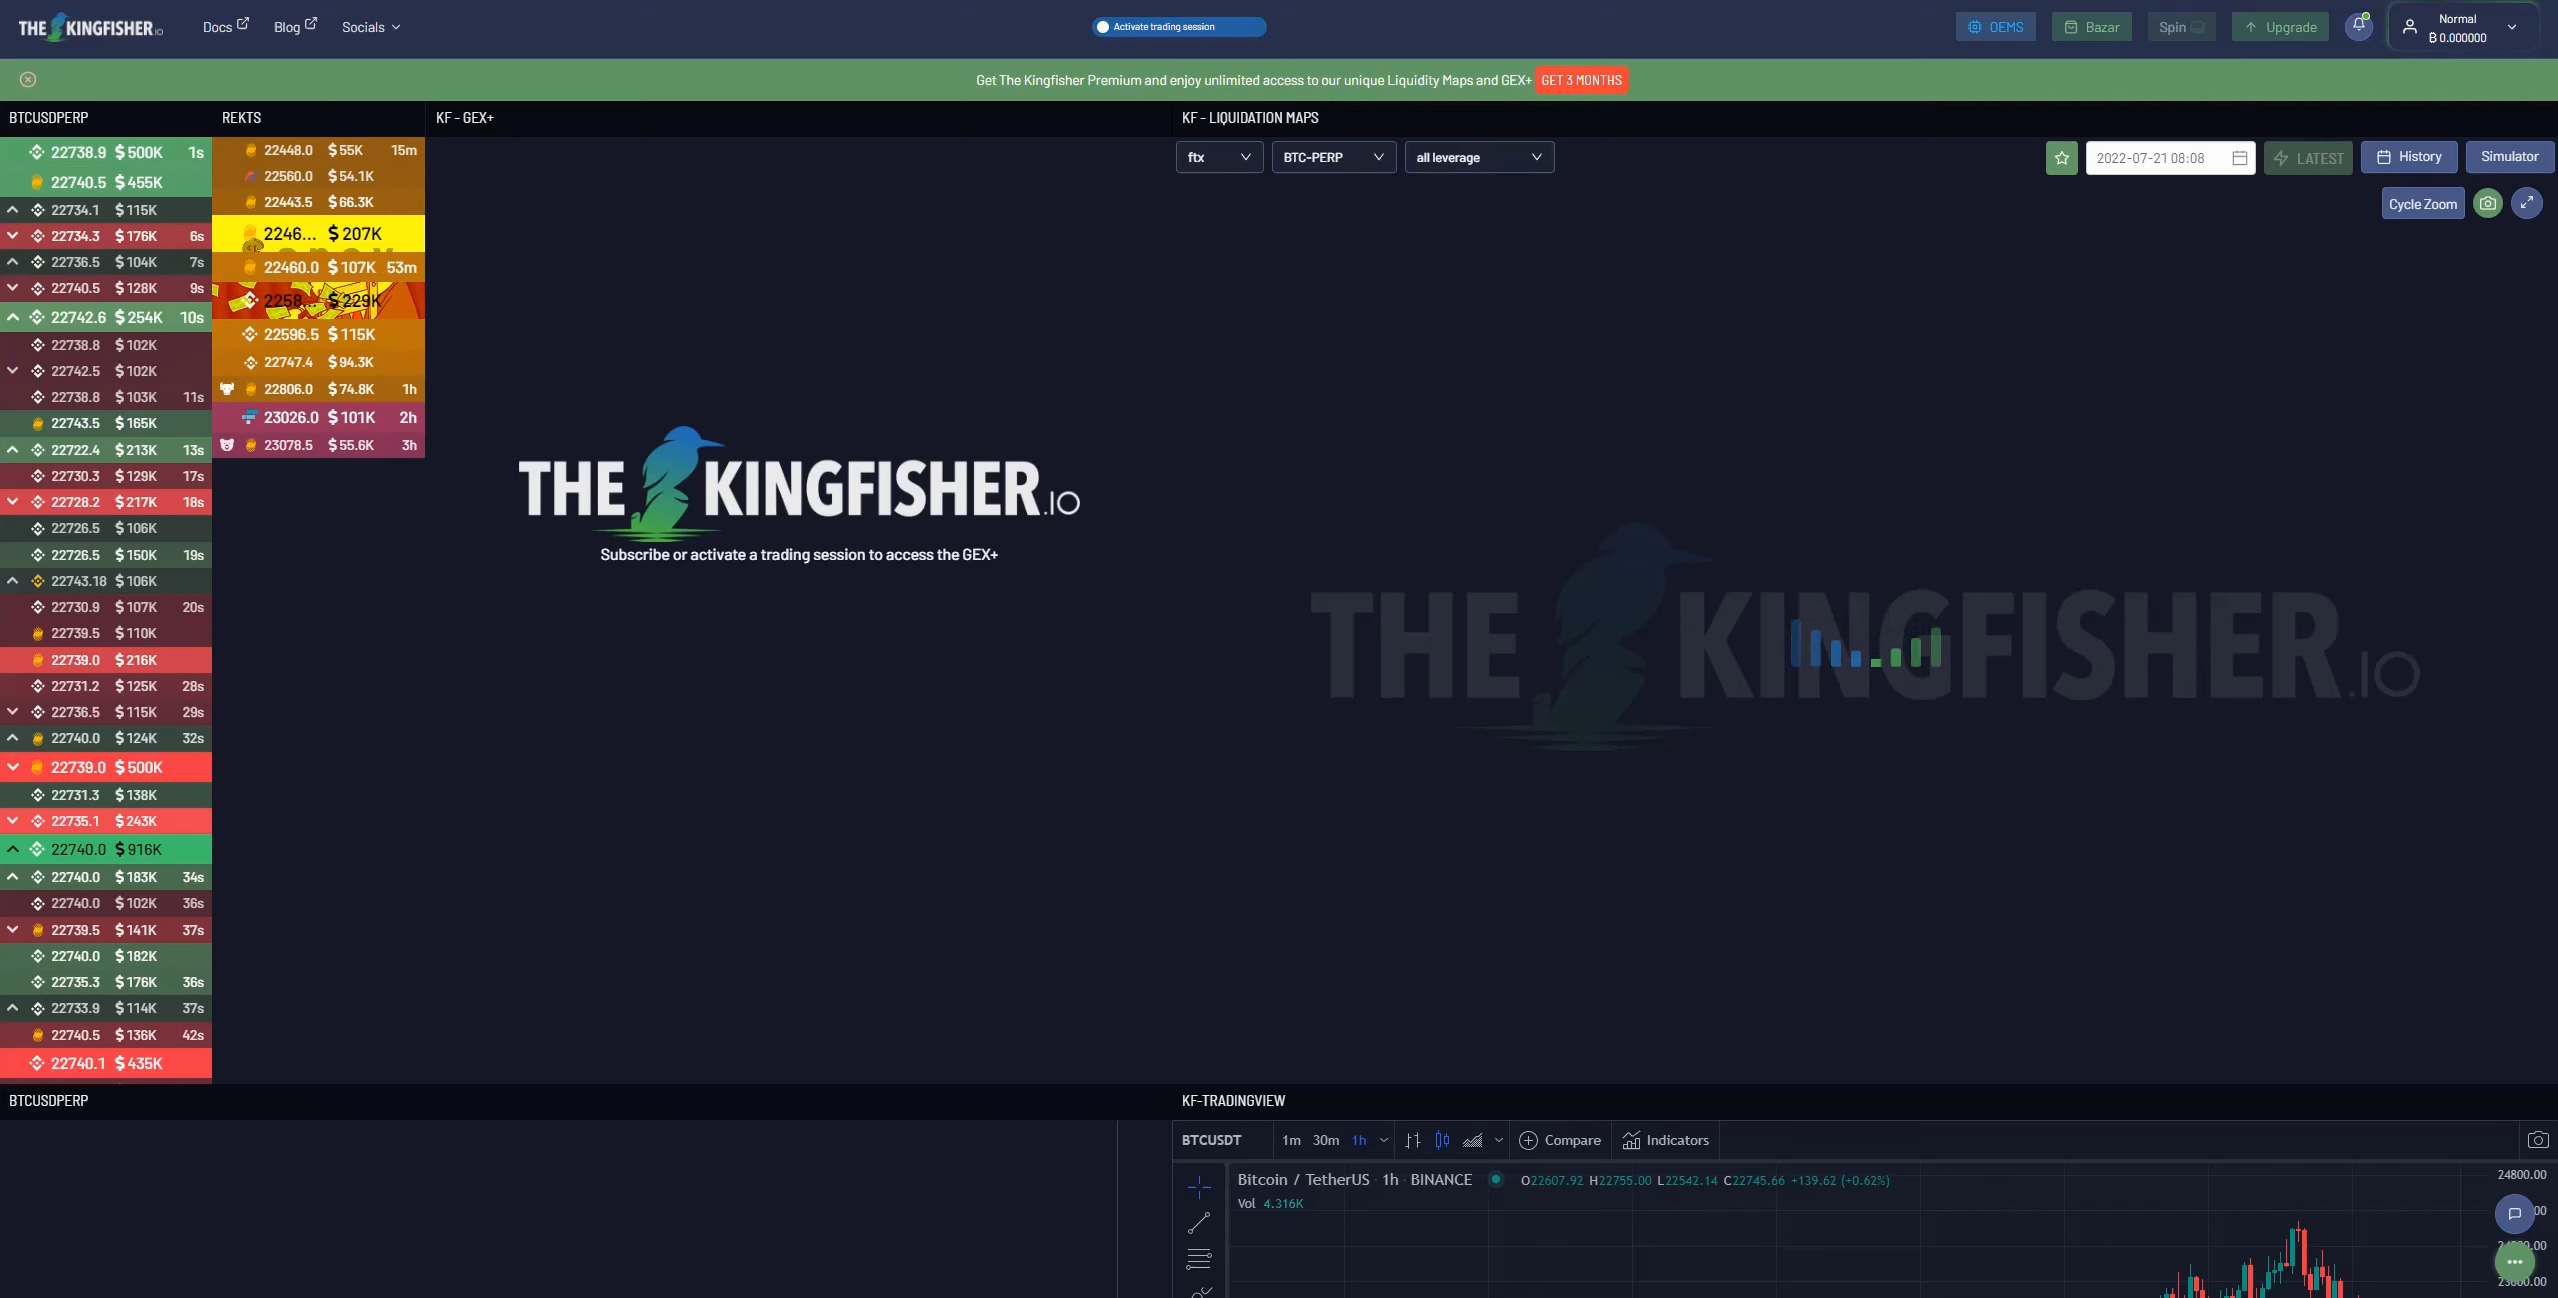 THE KINGFISHER.IO
Docs
Blog
Socials
Activate trading session
OEMS
Bazar
Spin
Upgrade
Normal
₿ 0.000000
Get The Kingfisher Premium and enjoy unlimited access to our unique Liquidity Maps and GEX+ GET 3 MONTHS
BTCUSDPERP
22738.9 $500K 1s
22740.5 $455K
22734.1 $115K
22734.3 $176K 6s
22736.5 $104K 7s
22740.5 $128K 9s
22742.6 $254K 10s
22738.8 $102K
22742.5 $102K
22738.8 $103K 11s
22743.5 $165K
22722.4 $213K 13s
22730.3 $129K 17s
22728.2 $217K 18s
22726.5 $106K
22726.5 $150K 19s
22743.18 $106K
22730.9 $107K 20s
22739.5 $110K
22739.0 $216K
22731.2 $125K 28s
22736.5 $115K 29s
22740.0 $124K 32s
22739.0 $500K
22731.3 $138K
22735.1 $243K
22740.0 $916K
22740.0 $183K 34s
22740.0 $102K 36s
22739.5 $141K 37s
22740.0 $182K
22735.3 $176K 36s
22733.9 $114K 37s
22740.5 $136K 42s
22740.1 $435K
REKTS
22448.0 $55K 15m
22560.0 $54.1K
22443.5 $66.3K
2246... $207K
22460.0 $107K 53m
2258... $229K
22596.5 $115K
22747.4 $94.3K
22806.0 $74.8K 1h
23026.0 $101K 2h
23078.5 $55.6K 3h
KF - GEX+
THE KINGFISHER.IO
Subscribe or activate a trading session to access the GEX+
KF - LIQUIDATION MAPS
ftx
BTC-PERP
all leverage
2022-07-21 08:08
LATEST
History
Simulator
Cycle Zoom
THE KINGFISHER.IO
BTCUSDPERP
KF-TRADINGVIEW
BTCUSDT 1m 30m 1h Compare Indicators
Bitcoin / TetherUS · 1h · BINANCE O22607.92 H22755.00 L22542.14 C22745.66 +139.62 (+0.62%)
Vol 4.316K
24800.00